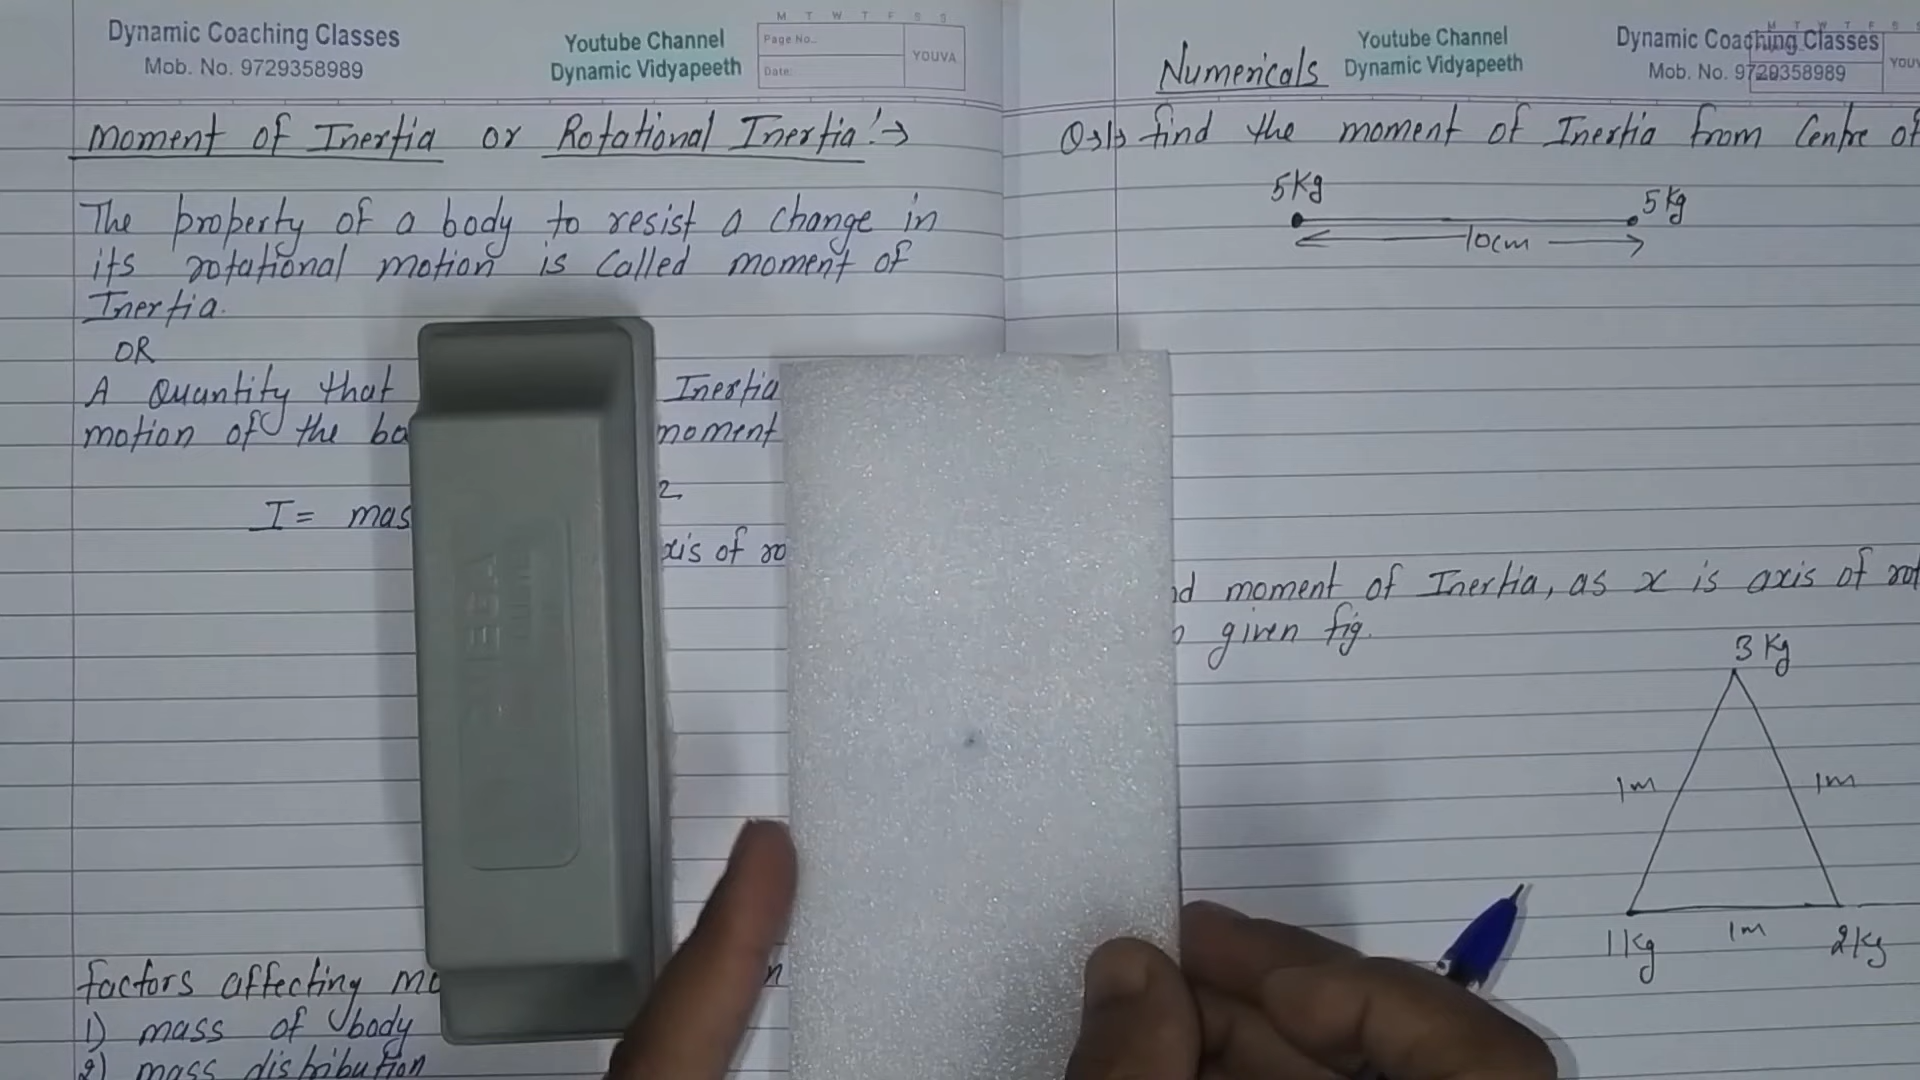 Dynamic Coaching Classes
Mob. No. 9729358989
Youtube Channel
Dynamic Vidyapeeth
M T W T F S S
Page No.
Date:
YOUVA
Moment of Inertia or Rotational Inertia:→
The property of a body to resist a change in
its rotational motion is called moment of
Inertia.
OR
A Quantity that Inertia
motion of the moment
I = mas 2
xis of ro
factors affecting
1) mass of body
2) mass distribution
Numericals
Youtube Channel
Dynamic Vidyapeeth
Dynamic Coaching Classes
Mob. No. 9729358989
M T W T F S
YOUV
Q→1→ find the moment of Inertia from Centre of
5Kg
5Kg
10cm
moment of Inertia, as x is axis of rot
given fig.
3 Kg
1m
1m
1Kg
1m
2Kg